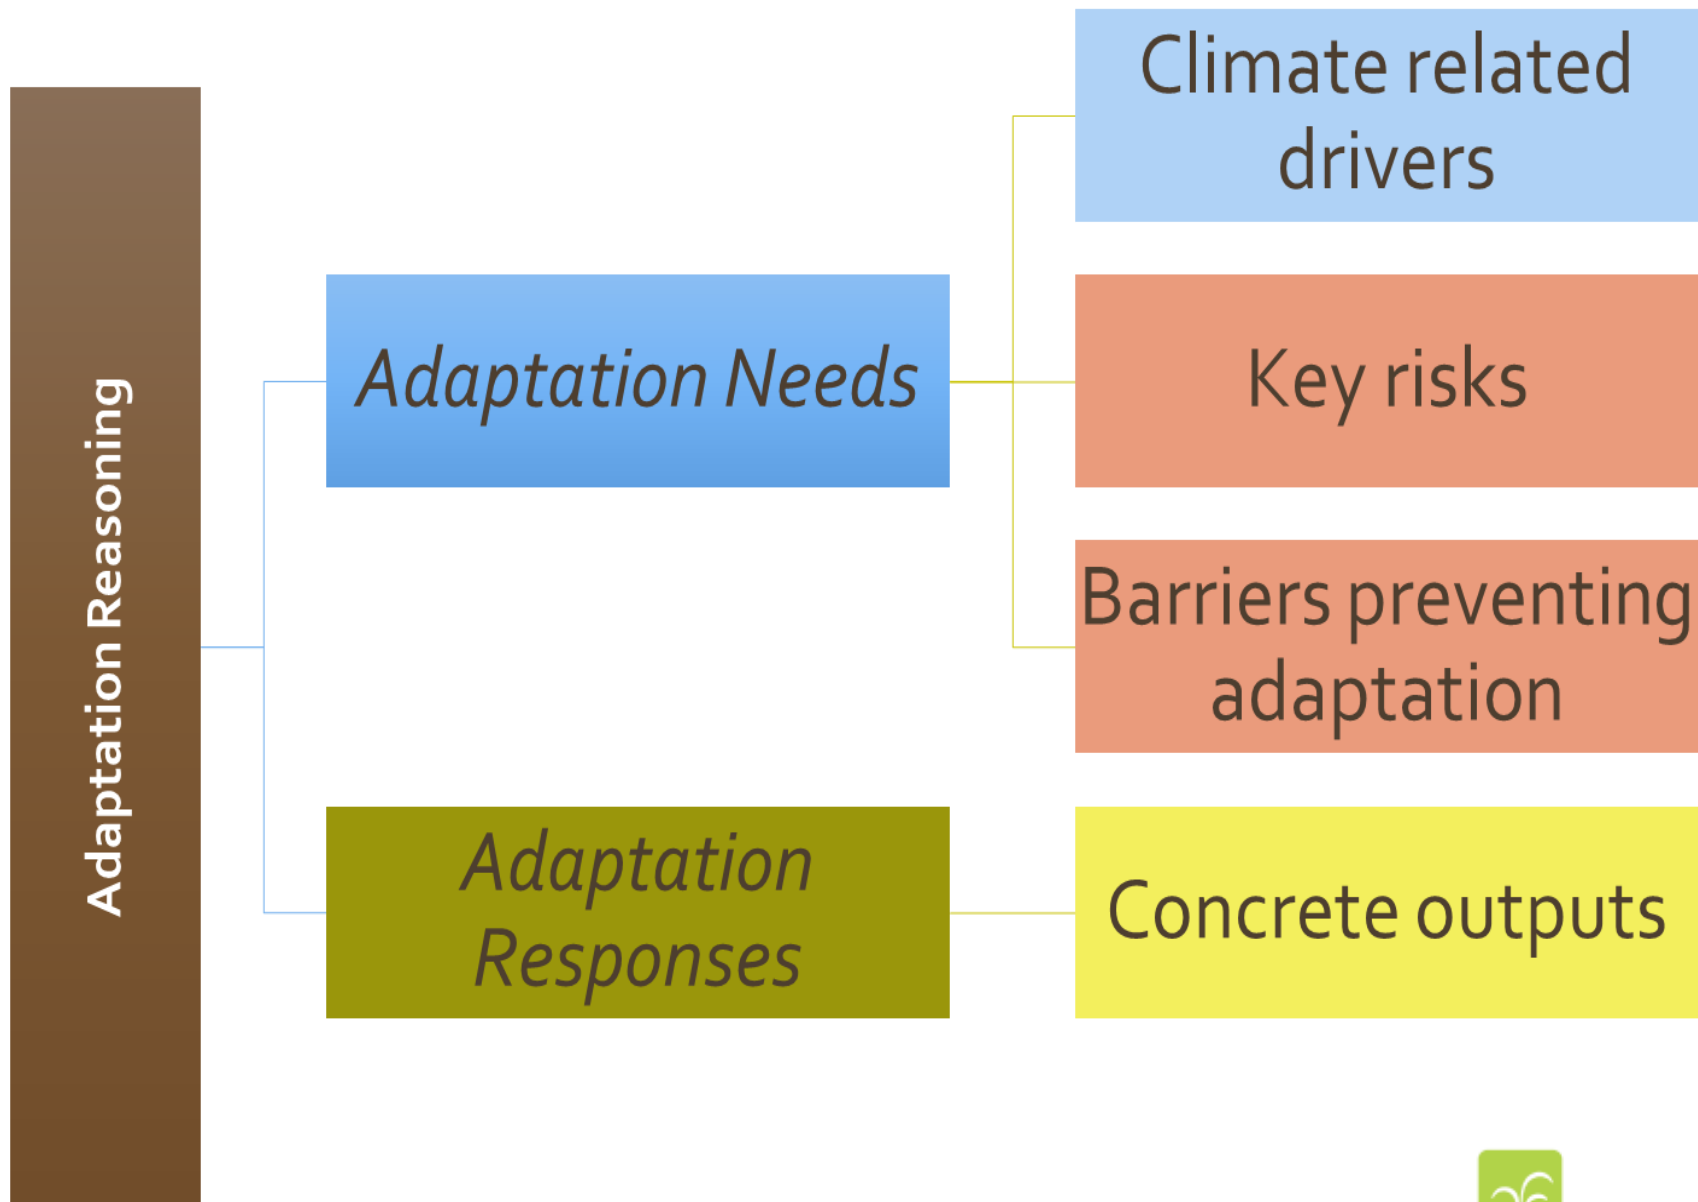 Adaptation Reasoning
Adaptation Needs
Climate related
drivers
Key risks
Barriers preventing
adaptation
Adaptation
Responses
Concrete outputs